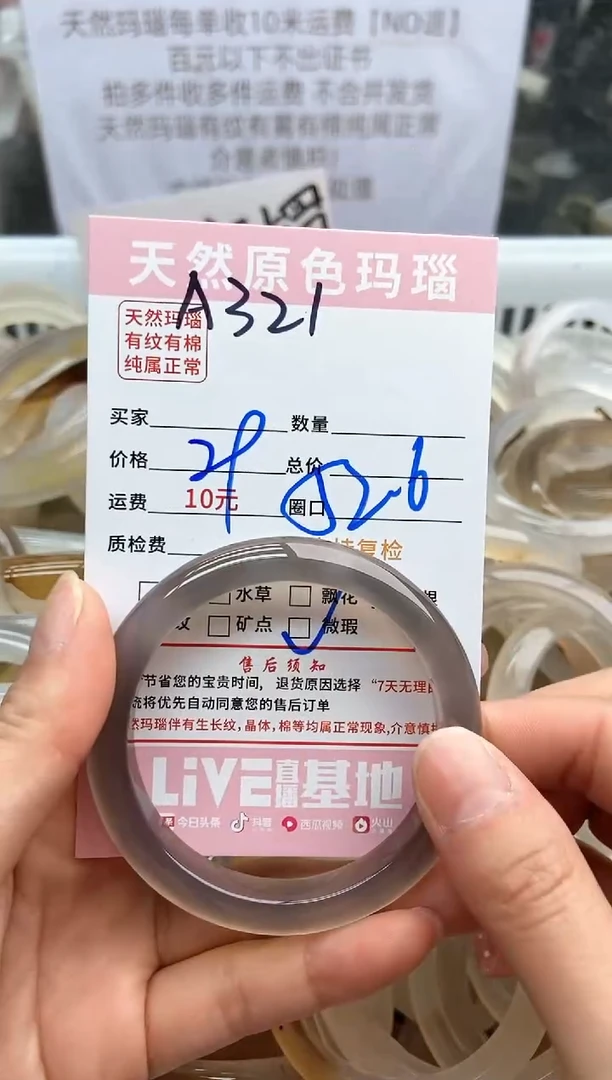 天然玛瑙每单收10米运费【NO退】
百元以下不出证书
拍多件收多件运费 不合并发货
天然玛瑙有纹有雾有棉纯属正常
天然原色玛瑙
A321
天然玛瑙
有纹有棉
纯属正常
买家 数量
价格 29 总价
运费 10元 圈口 52.6
质检费 持复检
水草 飘花
纹 矿点 微瑕
售后须知
节省您的宝贵时间，退货原因选择“7天无理由
统将优先自动同意您的售后订单
然玛瑙伴有生长纹，晶体，棉等均属正常现象，介意慎拍
LiVE直播基地
今日头条 抖音 西瓜视频 火山